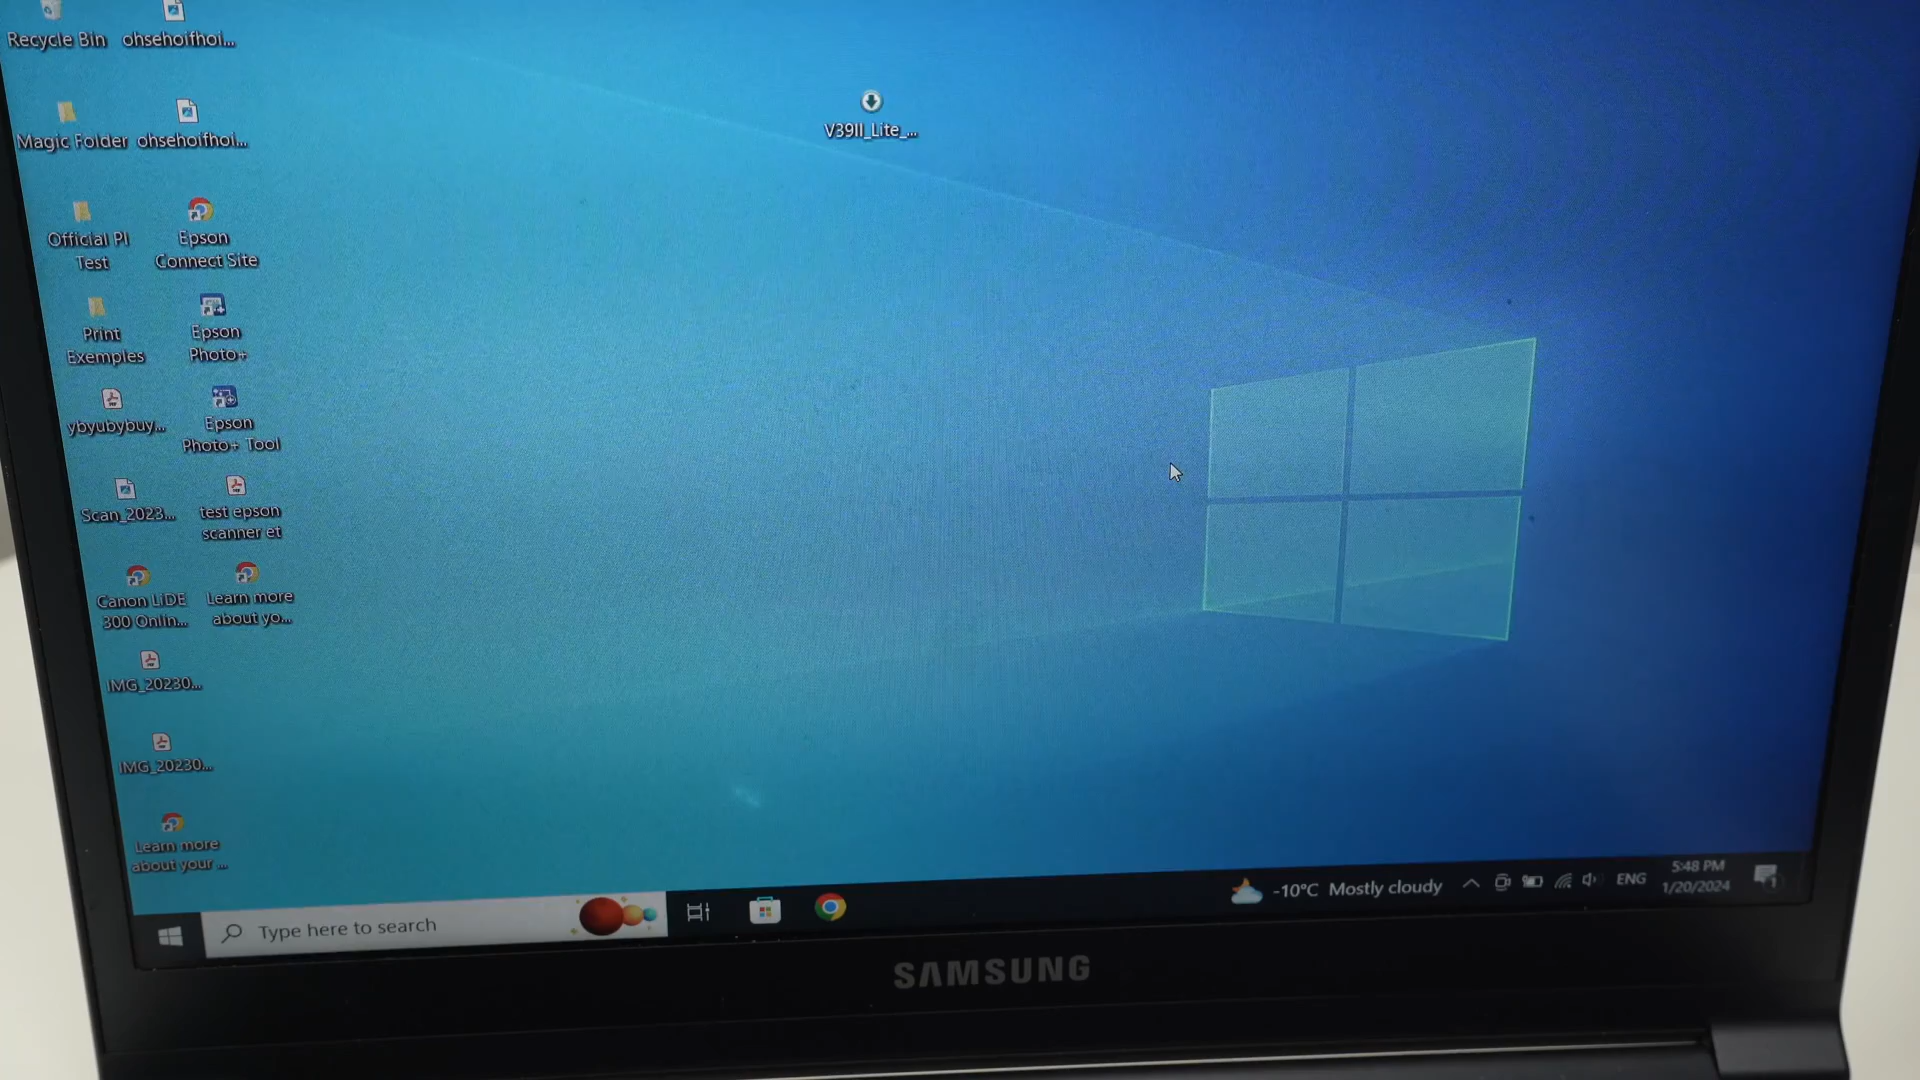 Recycle Bin
ohsehoifhoi...
V39II_Lite_...
Magic Folder
ohsehoifhoi...
Official PI
Test
Epson
Connect Site
Print
Exemples
Epson
Photo+
ybyubybuy...
Epson
Photo+ Tool
Scan_2023...
test epson
scanner et
Canon LiDE
300 Onlin...
Learn more
about yo...
IMG_20230...
IMG_20230...
Learn more
about your ...
Type here to search
-10°C Mostly cloudy
ENG
5:48 PM
1/20/2024
1
SAMSUNG